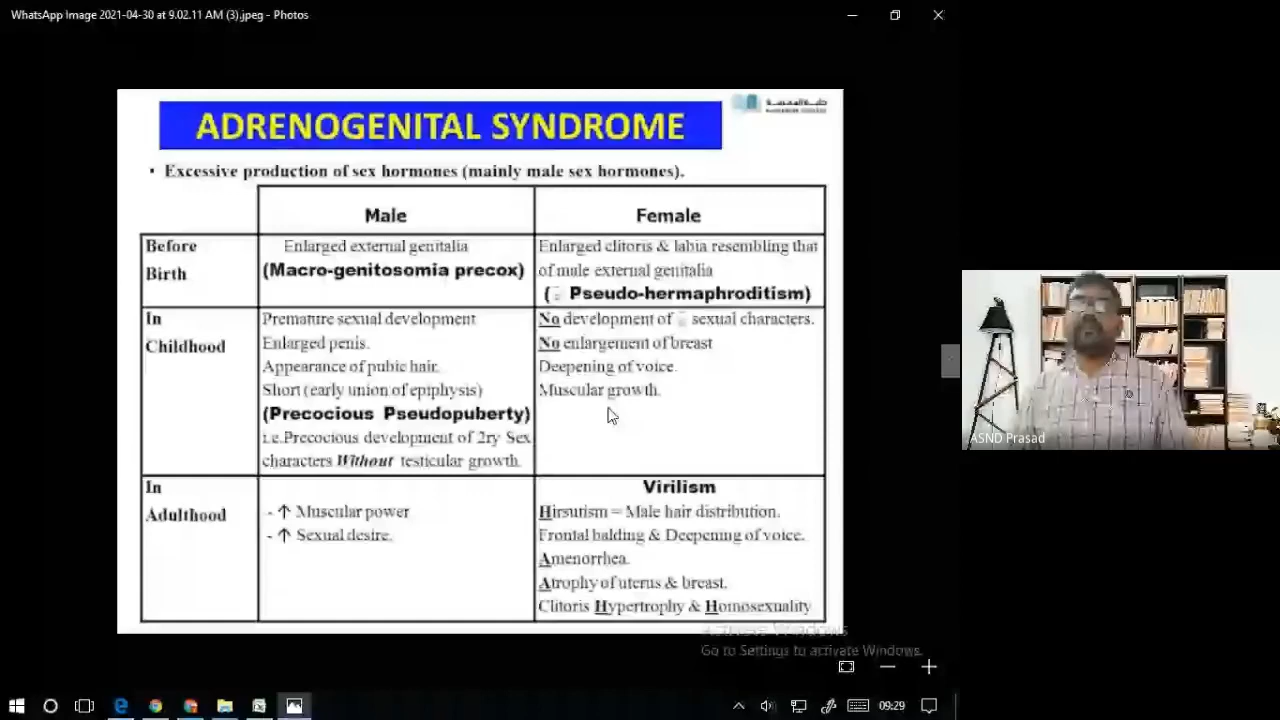 WhatsApp Image 2021-04-30 at 9.02.11 AM (3).jpeg - Photos
ADRENOGENITAL SYNDROME
• Excessive production of sex hormones (mainly male sex hormones).
Male
Female
Before
Birth
Enlarged external genitalia
(Macro-genitosomia precox)
Enlarged clitoris & labia resembling that
of male external genitalia
( Pseudo-hermaphroditism)
In
Childhood
Premature sexual development
Enlarged penis.
Appearance of pubic hair.
Short (early union of epiphysis)
(Precocious Pseudopuberty)
i.e.Precocious development of 2ry Sex
characters Without testicular growth.
No development of sexual characters.
No enlargement of breast
Deepening of voice.
Muscular growth.
In
Adulthood
- ↑ Muscular power
- ↑ Sexual desire.
Virilism
Hirsutism = Male hair distribution.
Frontal balding & Deepening of voice.
Amenorrhea.
Atrophy of uterus & breast.
Clitoris Hypertrophy & Homosexuality
Activate Windows
Go to Settings to activate Windows.
ASND Prasad
09:29